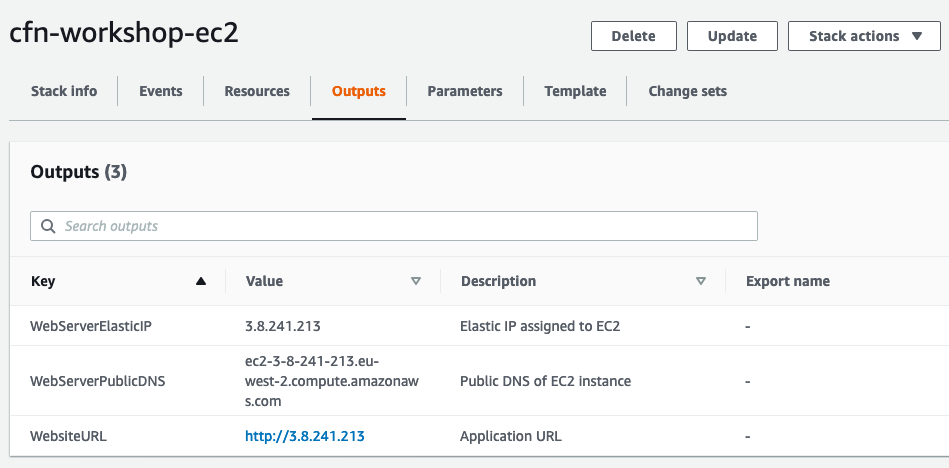 cfn-workshop-ec2
Delete
Update
Stack actions
Stack info
Events
Resources
Outputs
Parameters
Template
Change sets
Outputs (3)
Search outputs
Key
Value
Description
Export name
WebServerElasticIP
3.8.241.213
Elastic IP assigned to EC2
-
WebServerPublicDNS
ec2-3-8-241-213.eu-
west-2.compute.amazonaw
s.com
Public DNS of EC2 instance
-
WebsiteURL
http://3.8.241.213
Application URL
-